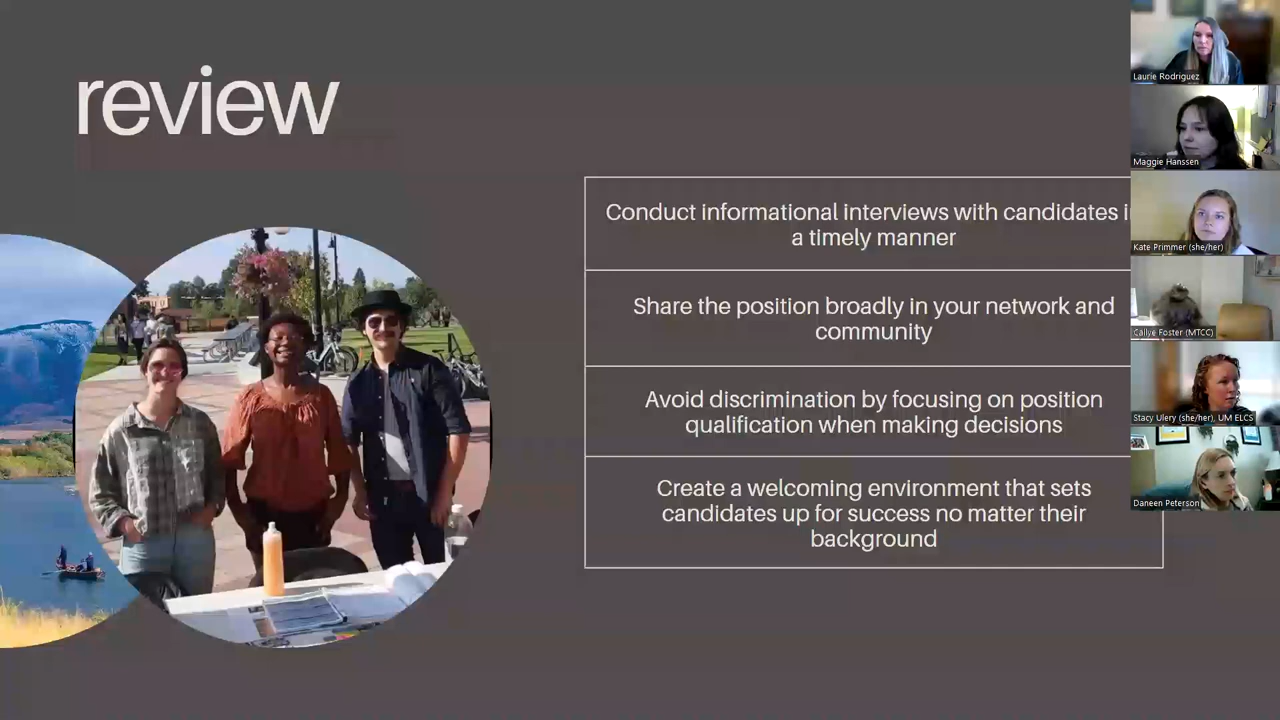 review
Conduct informational interviews with candidates
a timely manner
Share the position broadly in your network and
community
Avoid discrimination by focusing on position
qualification when making decisions
Create a welcoming environment that sets
candidates up for success no matter their
background
Laurie Rodriguez
Maggie Hanssen
Kate Primmer (she/her)
Callye Foster (MTCC)
Stacy Ulery (she/her), UM ELCS
Daneen Peterson